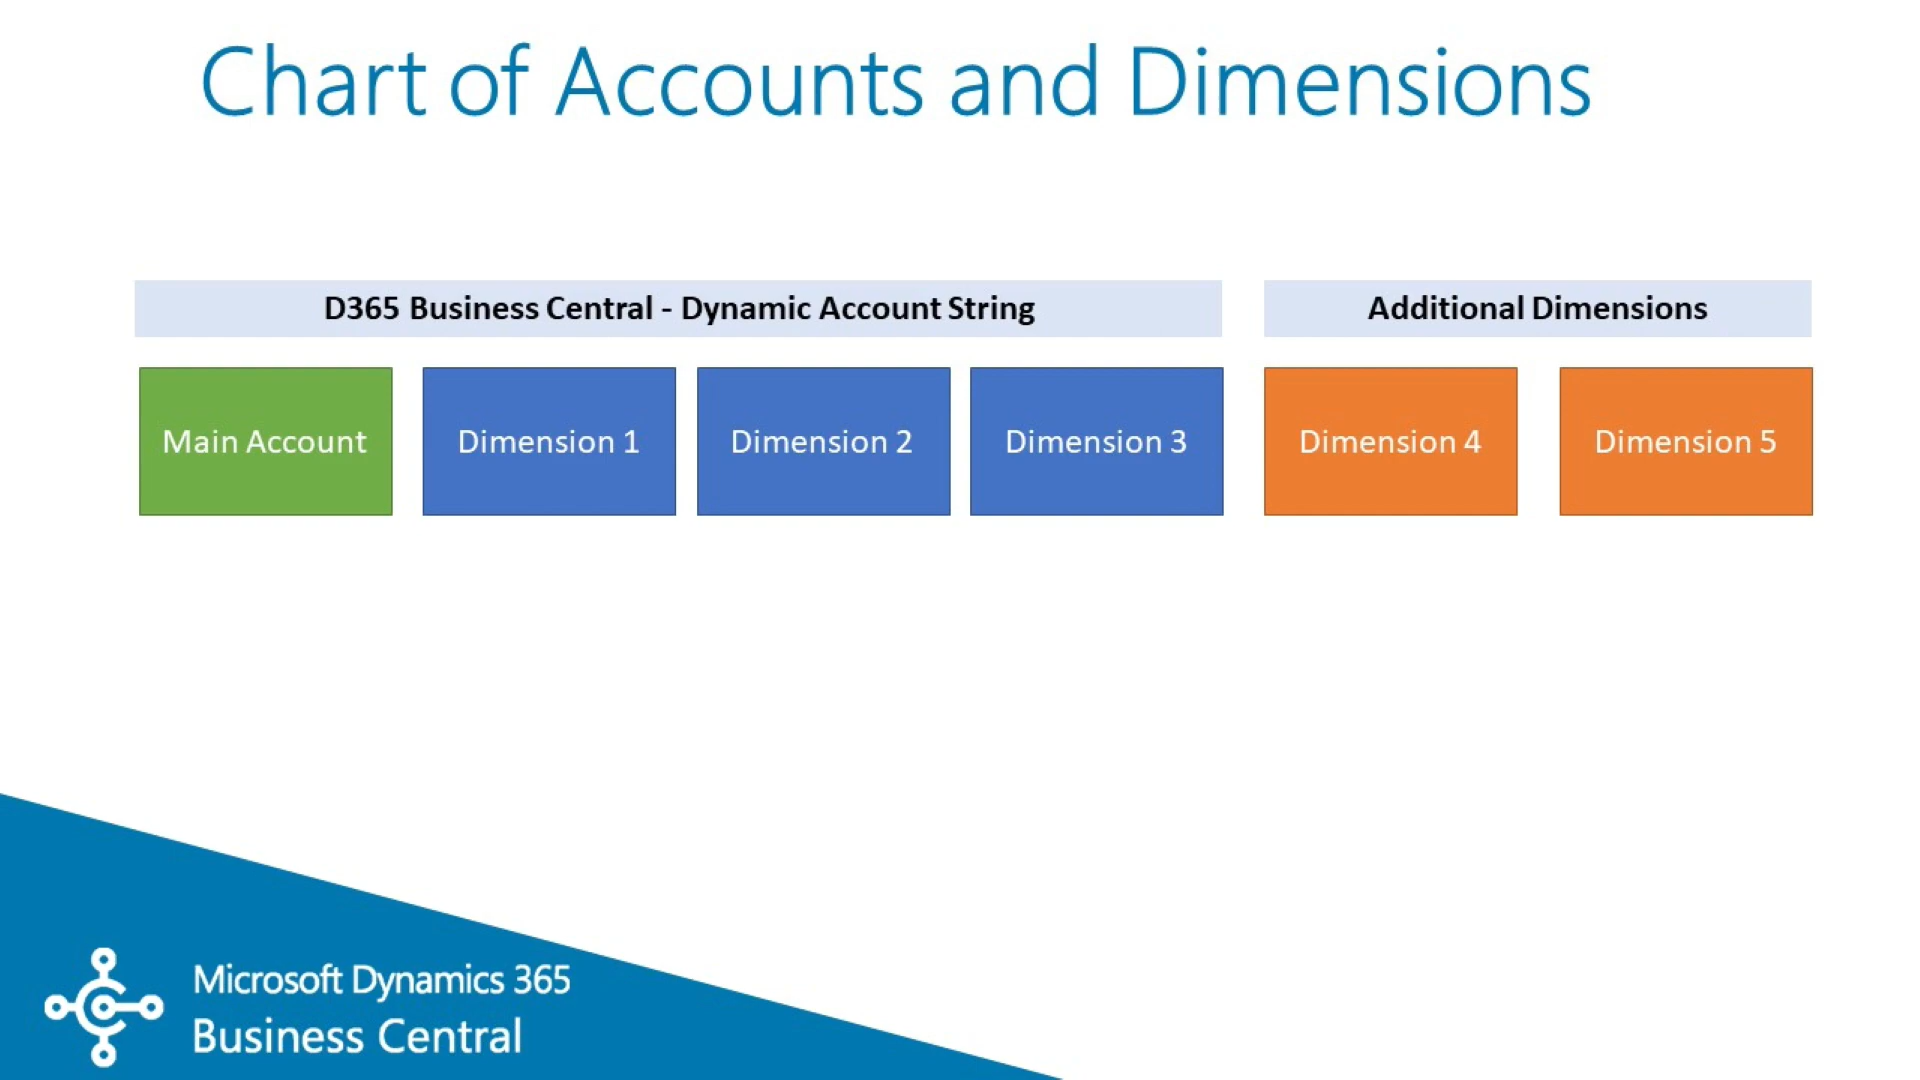 Chart of Accounts and Dimensions
D365 Business Central - Dynamic Account String
Additional Dimensions
Main Account
Dimension 1
Dimension 2
Dimension 3
Dimension 4
Dimension 5
Microsoft Dynamics 365
Business Central